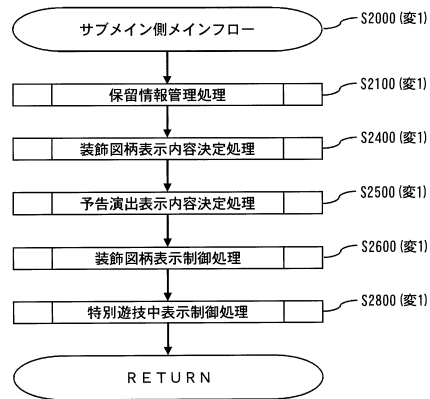 サブメイン側メインフロー
S2000(変1)
保留情報管理処理
S2100(変1)
装飾図柄表示内容決定処理
S2400(変1)
予告演出表示内容決定処理
S2500(変1)
装飾図柄表示制御処理
S2600(変1)
特別遊技中表示制御処理
S2800(変1)
RETURN